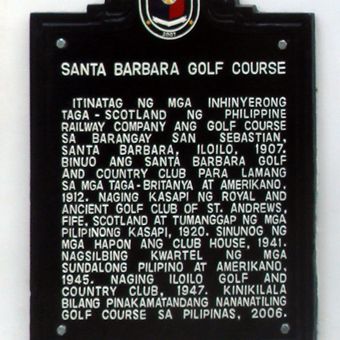 2007
SANTA BARBARA GOLF COURSE
ITINATAG NG MGA INHINYERONG
TAGA-SCOTLAND NG PHILIPPINE
RAILWAY COMPANY ANG GOLF COURSE
SA BARANGAY SAN SEBASTIAN,
SANTA BARBARA, ILOILO, 1907.
BINUO ANG SANTA BARBARA GOLF
AND COUNTRY CLUB PARA LAMANG
SA MGA TAGA-BRITANYA AT AMERIKANO,
1912. NAGING KASAPI NG ROYAL AND
ANCIENT GOLF CLUB OF ST. ANDREWS,
FIFE, SCOTLAND AT TUMANGGAP NG MGA
PILIPINONG KASAPI, 1920. SINUNOG NG
MGA HAPON ANG CLUB HOUSE, 1941.
NAGSILBING KWARTEL NG MGA
SUNDALONG PILIPINO AT AMERIKANO,
1945. NAGING ILOILO GOLF AND
COUNTRY CLUB, 1947. KINIKILALA
BILANG PINAKAMATANDANG NANANATILING
GOLF COURSE SA PILIPINAS, 2006.